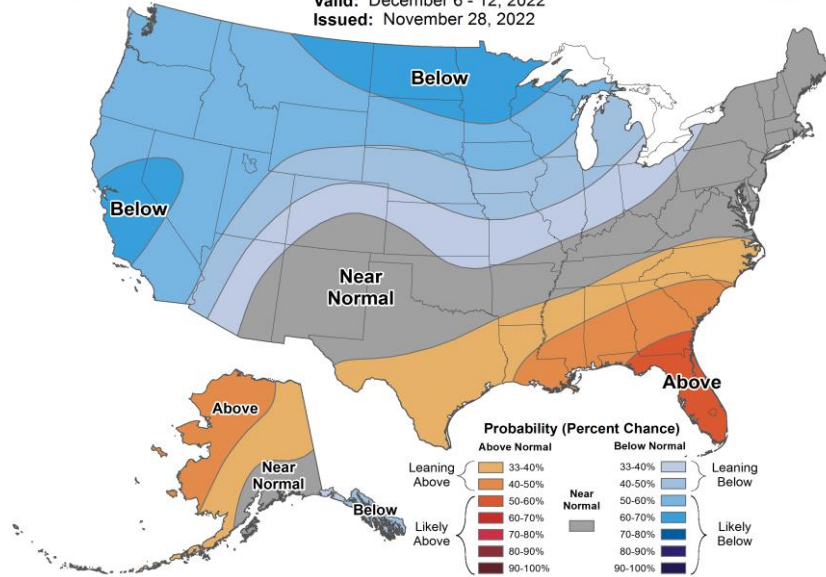 Valid: December 6 - 12, 2022
Issued: November 28, 2022
Below
Below
Near
Normal
Above
Above
Near
Normal
Below
Probability (Percent Chance)
Above Normal
Below Normal
Leaning
Above
33-40%
40-50%
Likely
Above
50-60%
60-70%
70-80%
80-90%
90-100%
Near
Normal
33-40%
40-50%
Leaning
Below
50-60%
60-70%
70-80%
80-90%
90-100%
Likely
Below